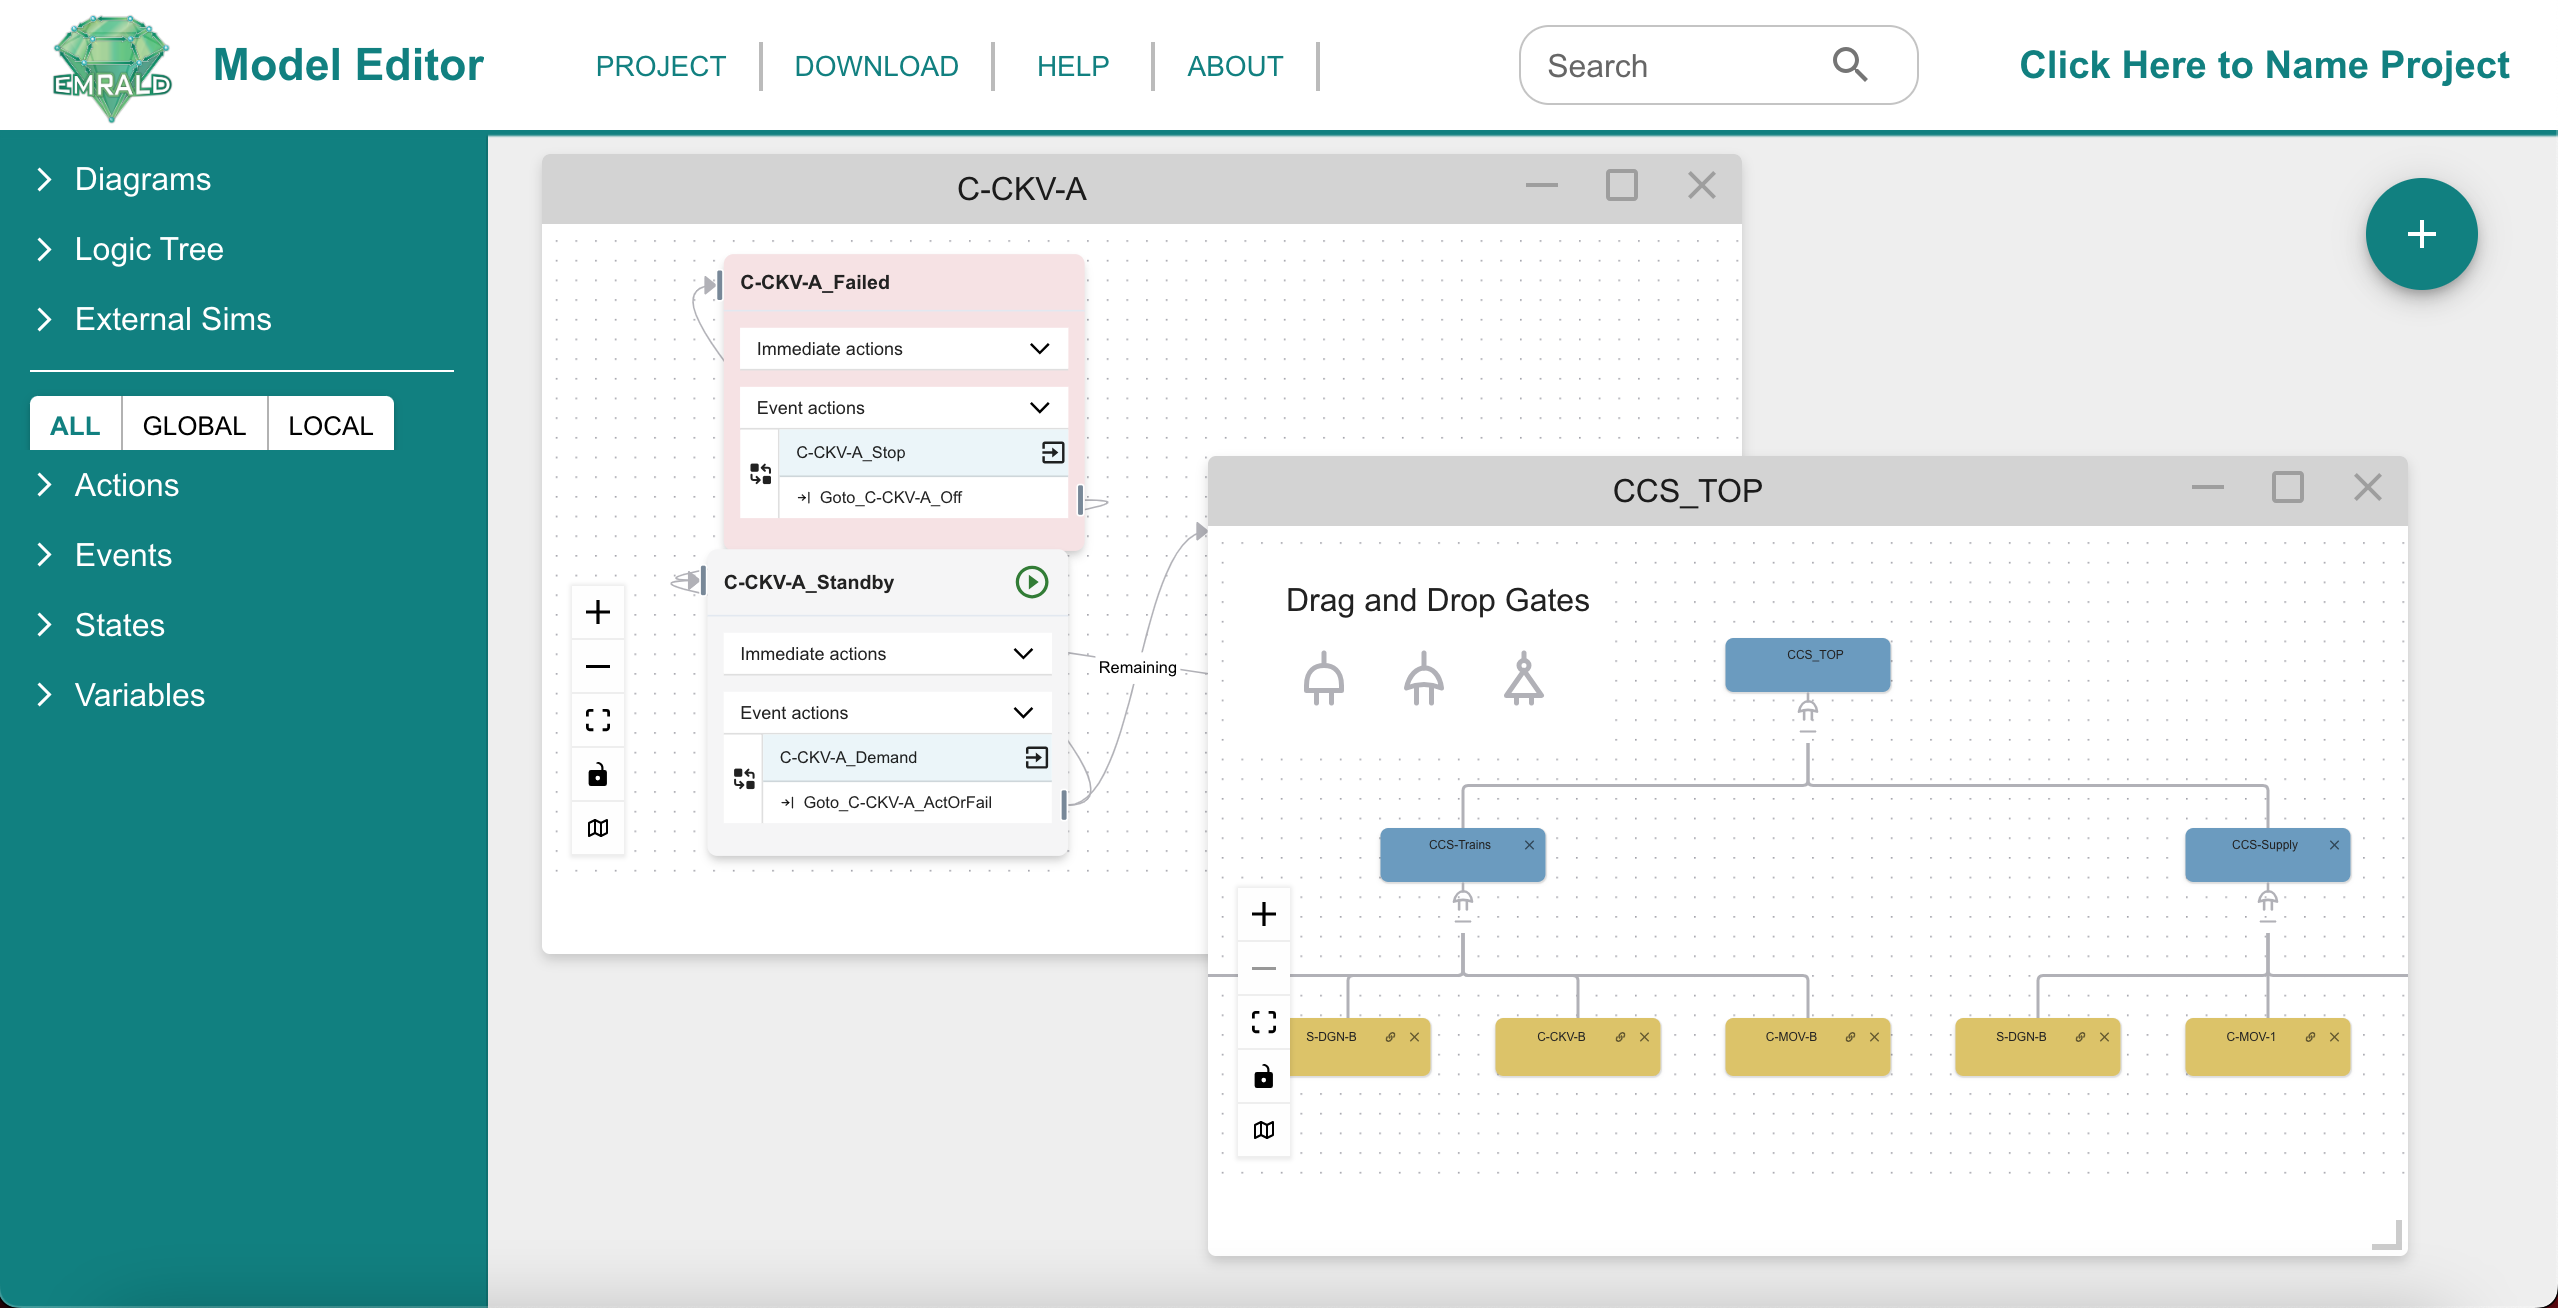 EMRALD
Model Editor
PROJECT
DOWNLOAD
HELP
ABOUT
Search
Click Here to Name Project
Diagrams
Logic Tree
External Sims
ALL
GLOBAL
LOCAL
Actions
Events
States
Variables
C-CKV-A
C-CKV-A_Failed
Immediate actions
Event actions
C-CKV-A_Stop
Goto_C-CKV-A_Off
C-CKV-A_Standby
Immediate actions
Remaining
Event actions
C-CKV-A_Demand
Goto_C-CKV-A_ActOrFail
CCS_TOP
Drag and Drop Gates
CCS_TOP
CCS-Trains
CCS-Supply
S-DGN-B
C-CKV-B
C-MOV-B
S-DGN-B
C-MOV-1